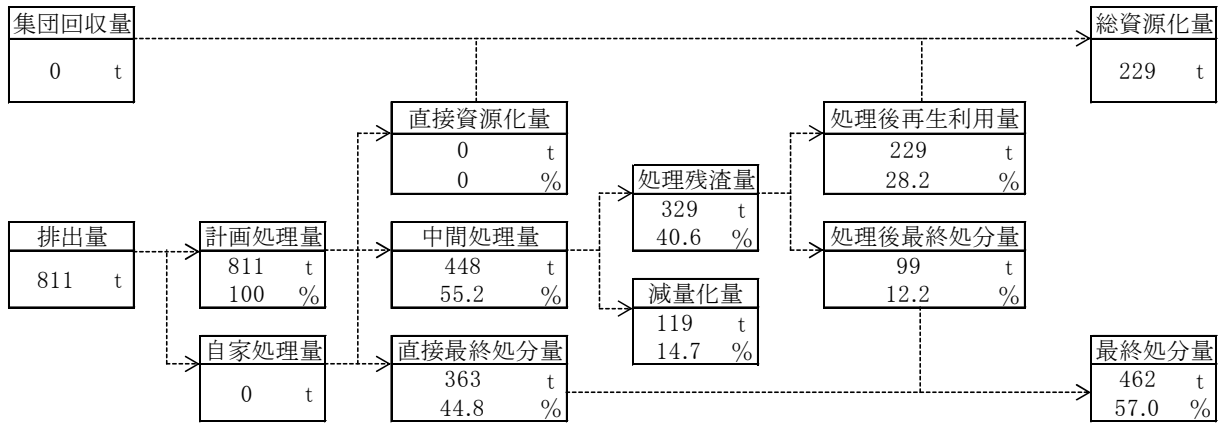 集団回収量
0 t
総資源化量
229 t
直接資源化量
0 t
0 %
処理後再生利用量
229 t
28.2 %
処理残渣量
329 t
40.6 %
排出量
811 t
計画処理量
811 t
100 %
中間処理量
448 t
55.2 %
処理後最終処分量
99 t
12.2 %
減量化量
119 t
14.7 %
自家処理量
0 t
直接最終処分量
363 t
44.8 %
最終処分量
462 t
57.0 %